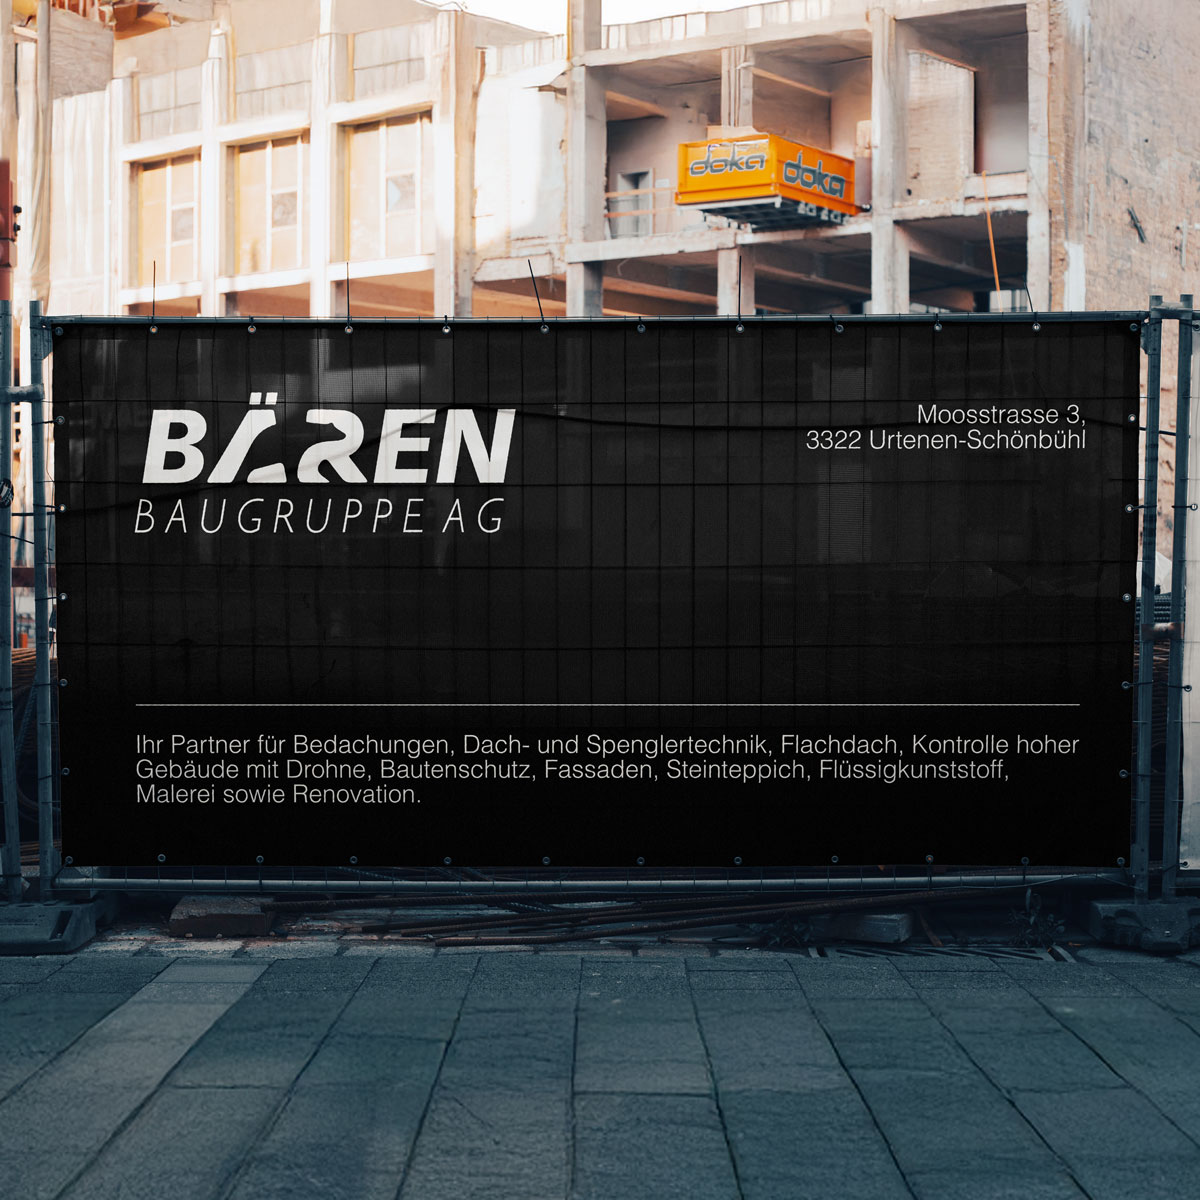 doka doka
BÄREN
BAUGRUPPE AG
Moosstrasse 3,
3322 Urtenen-Schönbühl
Ihr Partner für Bedachungen, Dach- und Spenglertechnik, Flachdach, Kontrolle hoher
Gebäude mit Drohne, Bautenschutz, Fassaden, Steinteppich, Flüssigkunststoff,
Malerei sowie Renovation.